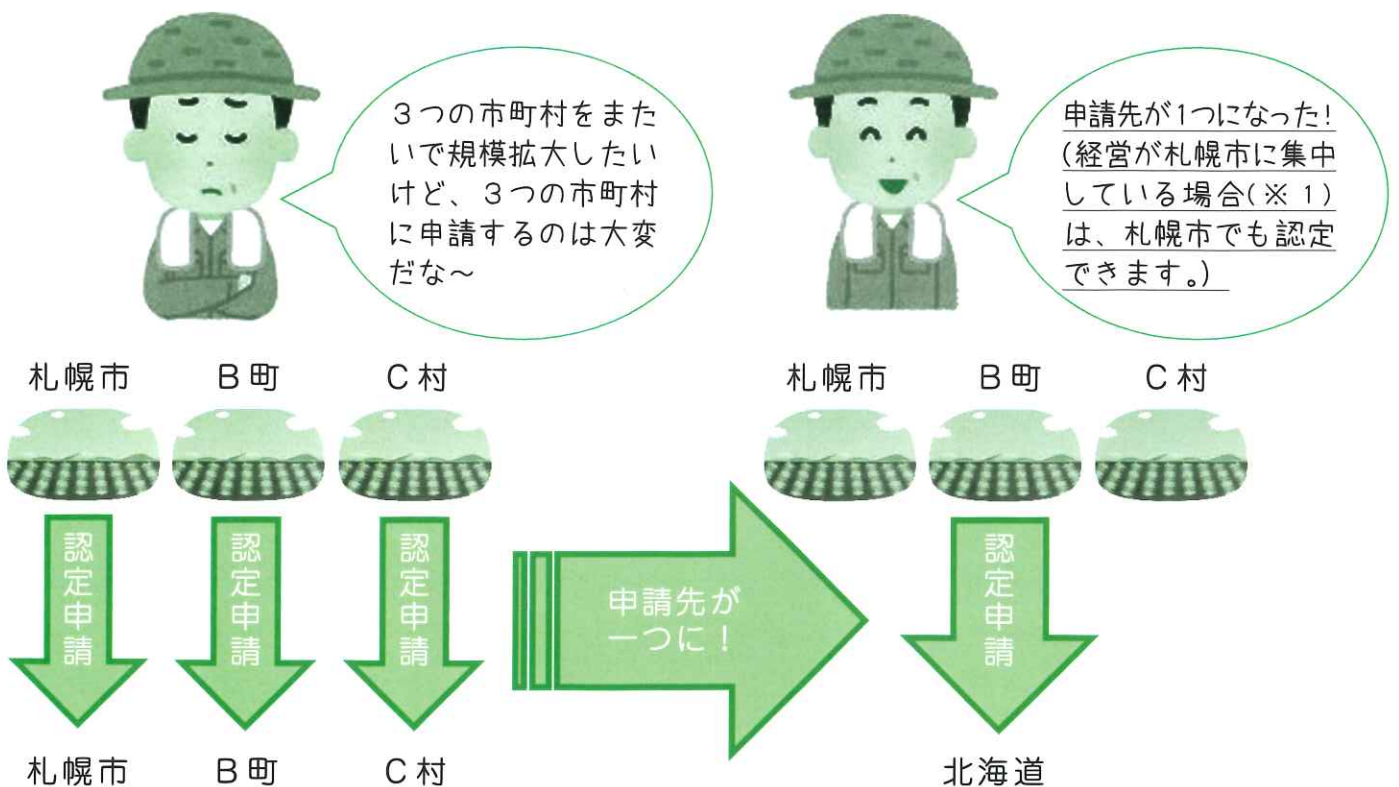 3つの市町村をまた
いで規模拡大したい
けど、3つの市町村
に申請するのは大変
だな～
申請先が1つになった!
(経営が札幌市に集中
している場合(※1)
は、札幌市でも認定
できます。)
札幌市 B町 C村
札幌市 B町 C村
認定申請
認定申請
認定申請
申請先が
一つに！
認定申請
札幌市 B町 C村
北海道